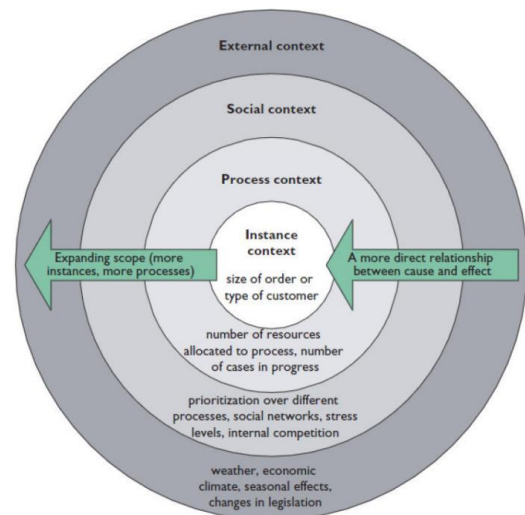 External context
Social context
Process context
Instance
context
size of order or
type of customer
Expanding scope (more
instances, more processes)
A more direct relationship
between cause and effect
number of resources
allocated to process, number
of cases in progress
prioritization over different
processes, social networks, stress
levels, internal competition
weather, economic
climate, seasonal effects,
changes in legislation